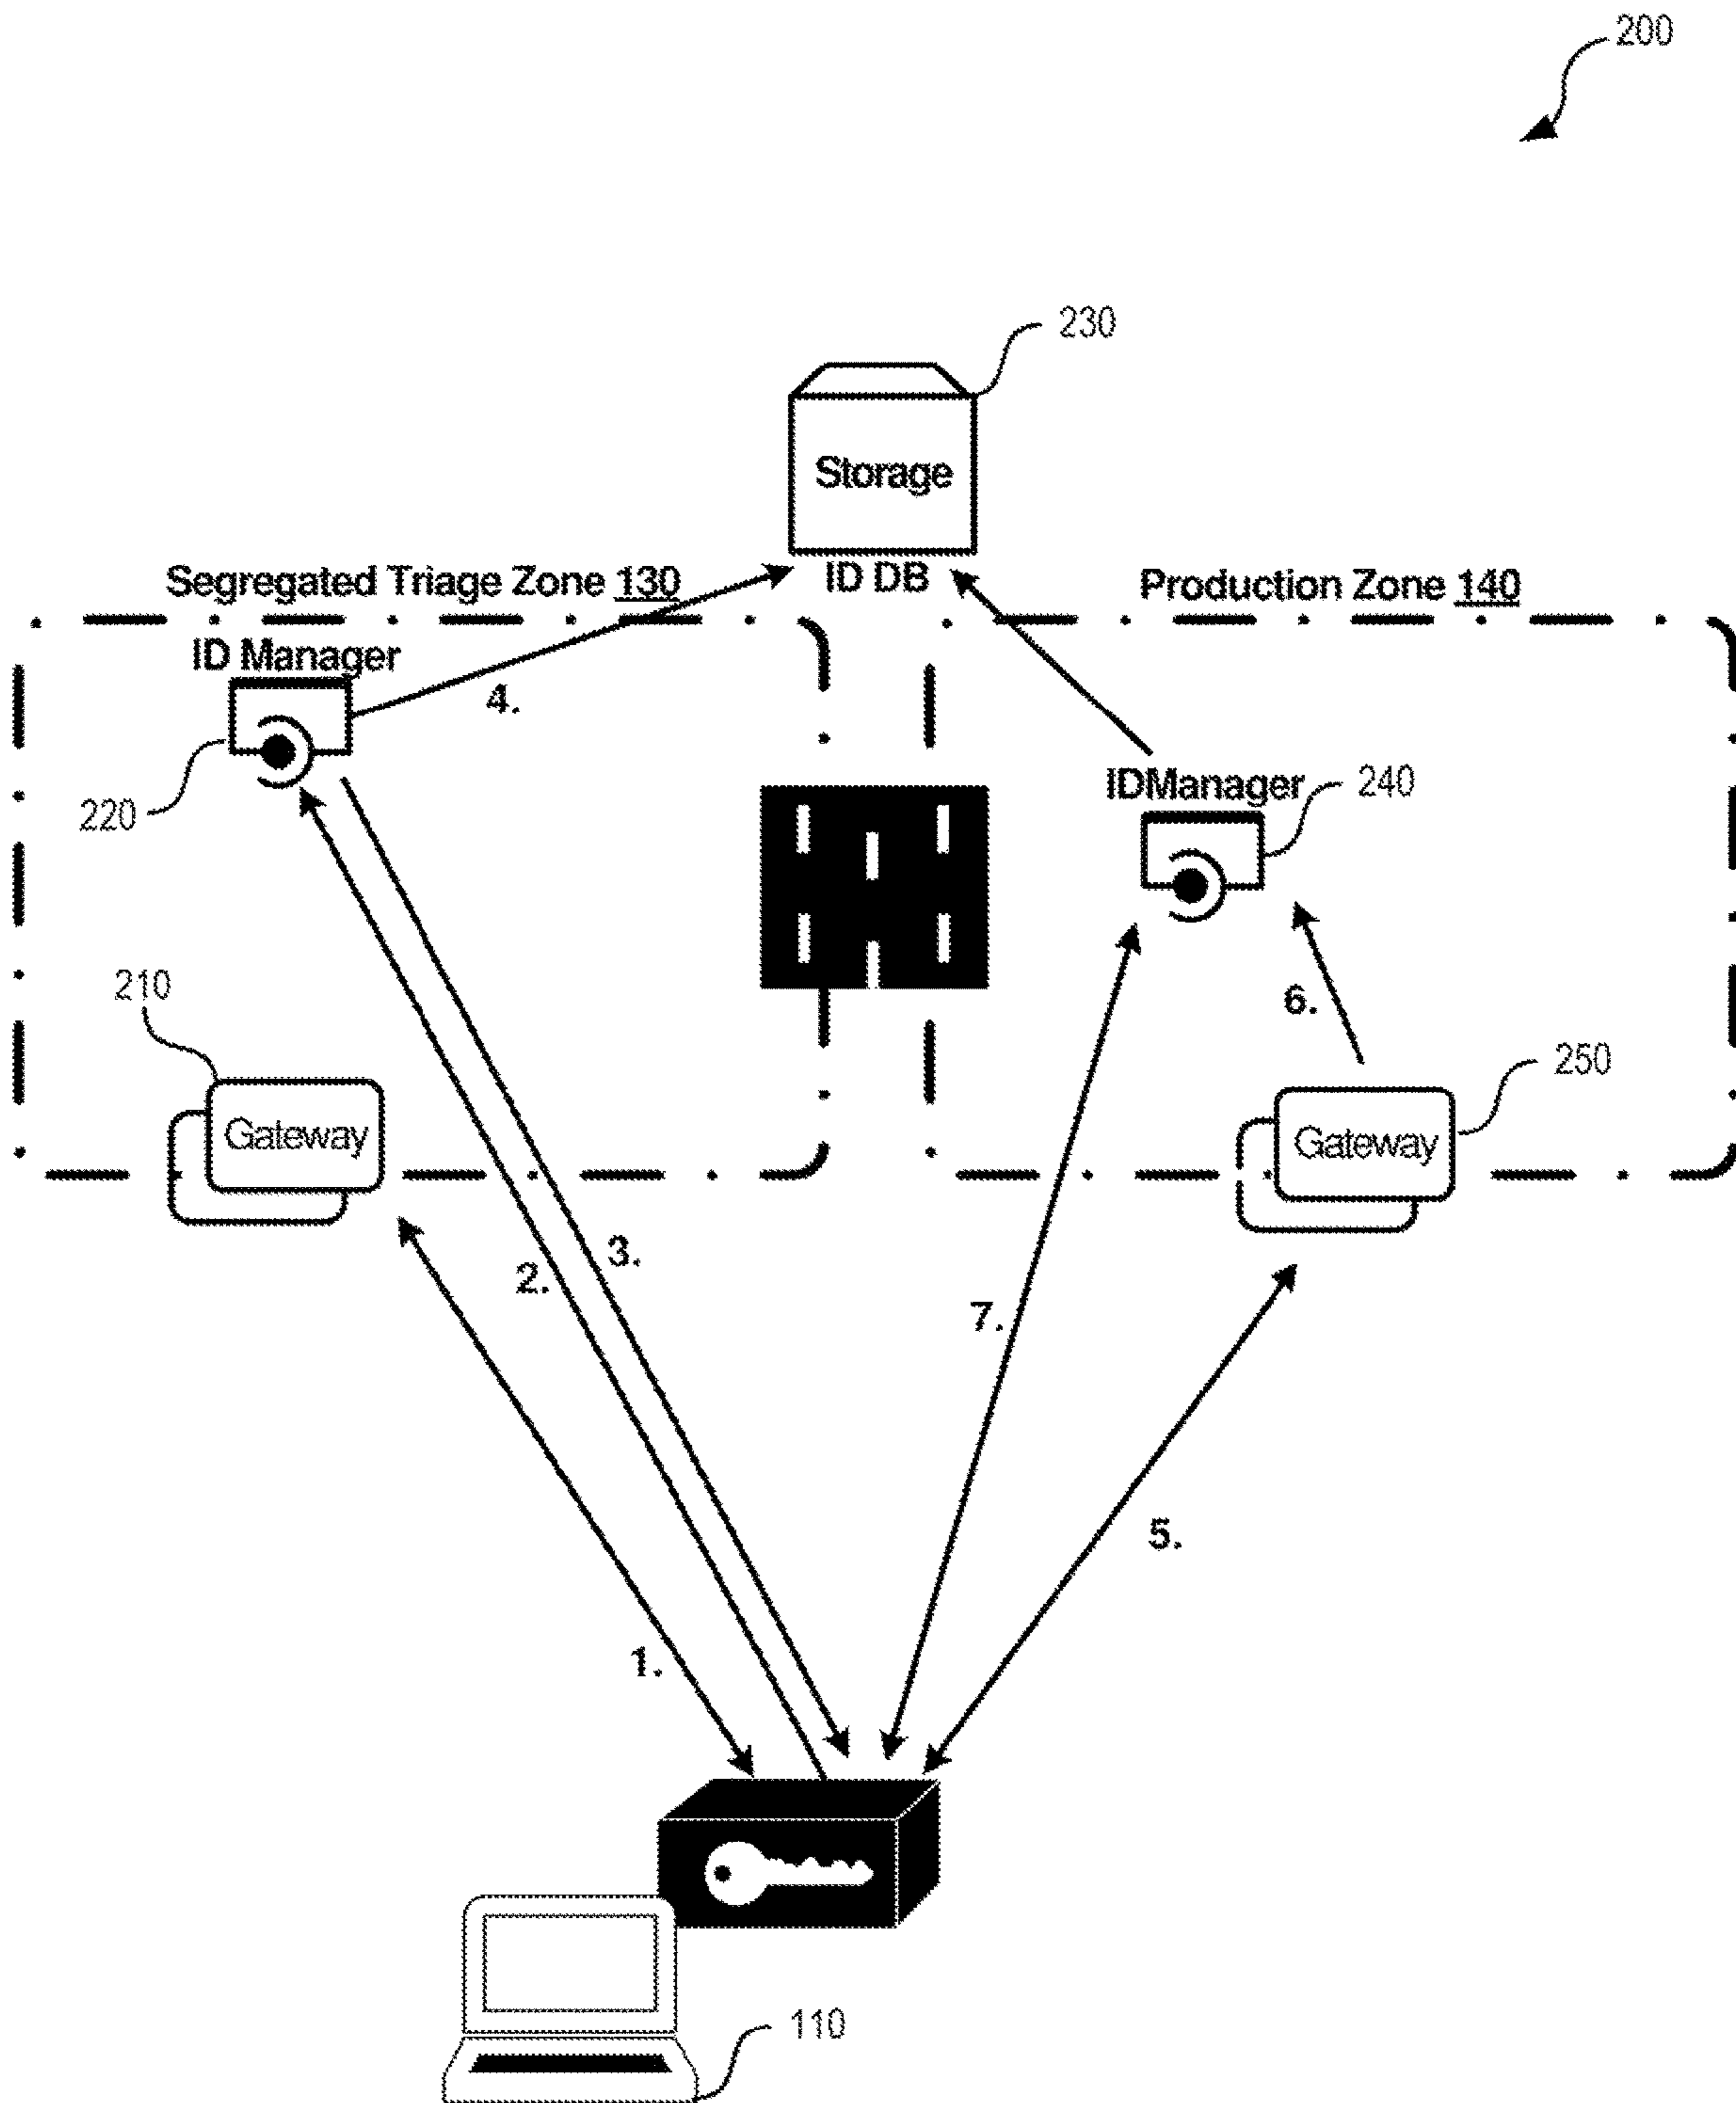 200
230
Storage
ID DB
Segregated Triage Zone 130
Production Zone 140
ID Manager
4.
220
IDManager
240
210
6.
250
Gateway
Gateway
3.
2.
7.
5.
1.
110